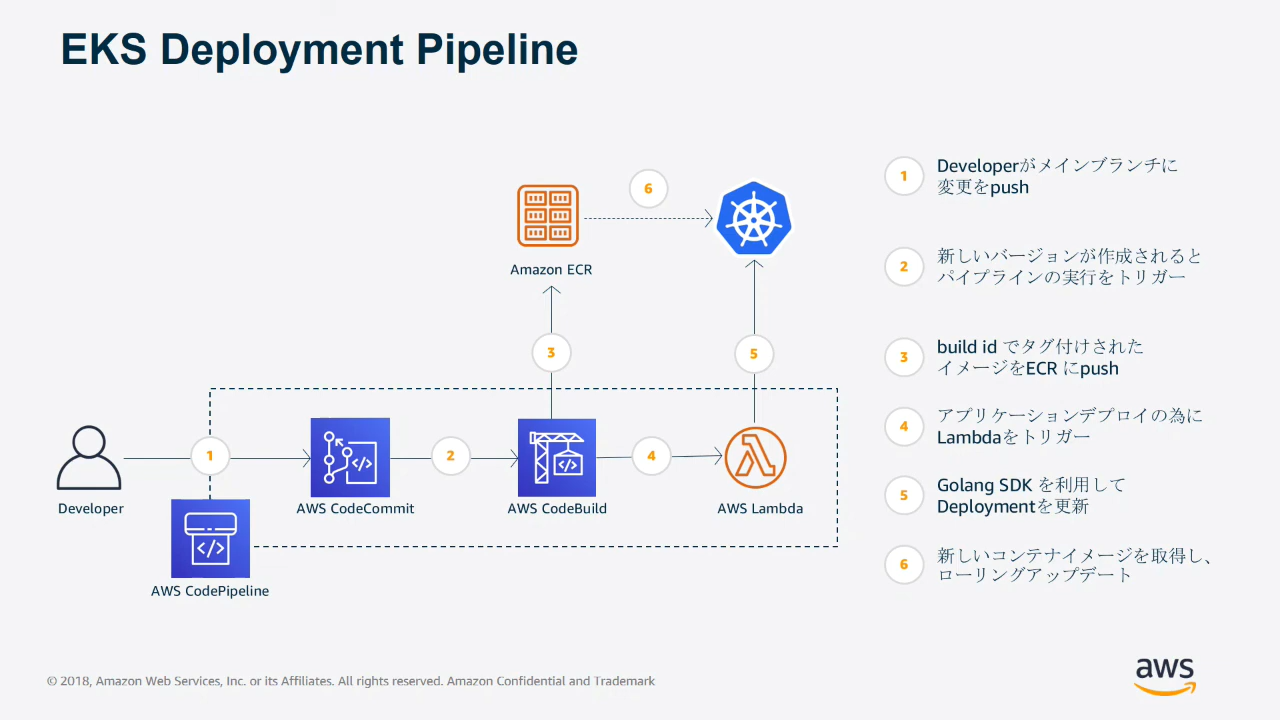 EKS Deployment Pipeline
6
Amazon ECR
3
5
1
2
4
Developer
AWS CodeCommit
AWS CodeBuild
AWS Lambda
AWS CodePipeline
1
Developerがメインブランチに
変更をpush
2
新しいバージョンが作成されると
パイプラインの実行をトリガー
3
build id でタグ付けされた
イメージをECR にpush
4
アプリケーションデプロイの為に
Lambdaをトリガー
5
Golang SDK を利用して
Deploymentを更新
6
新しいコンテナイメージを取得し、
ローリングアップデート
© 2018, Amazon Web Services, Inc. or its Affiliates. All rights reserved. Amazon Confidential and Trademark
aws